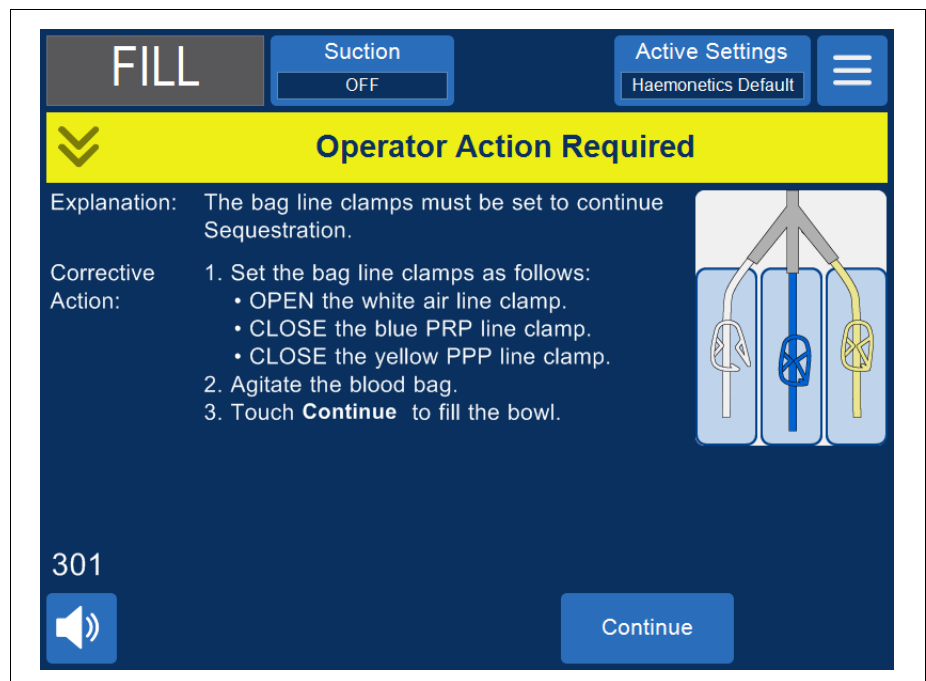 FILL
Suction
OFF
Active Settings
Haemonetics Default
Operator Action Required
Explanation: The bag line clamps must be set to continue
Sequestration.
Corrective 1. Set the bag line clamps as follows:
Action: • OPEN the white air line clamp.
• CLOSE the blue PRP line clamp.
• CLOSE the yellow PPP line clamp.
2. Agitate the blood bag.
3. Touch Continue to fill the bowl.
301
Continue